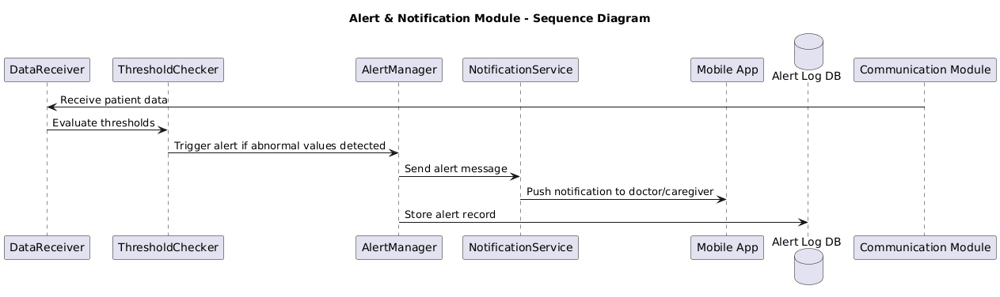 Alert & Notification Module - Sequence Diagram
DataReceiver
ThresholdChecker
AlertManager
NotificationService
Mobile App
Alert Log DB
Communication Module
Receive patient data
Evaluate thresholds
Trigger alert if abnormal values detected
Send alert message
Push notification to doctor/caregiver
Store alert record
DataReceiver
ThresholdChecker
AlertManager
NotificationService
Mobile App
Alert Log DB
Communication Module